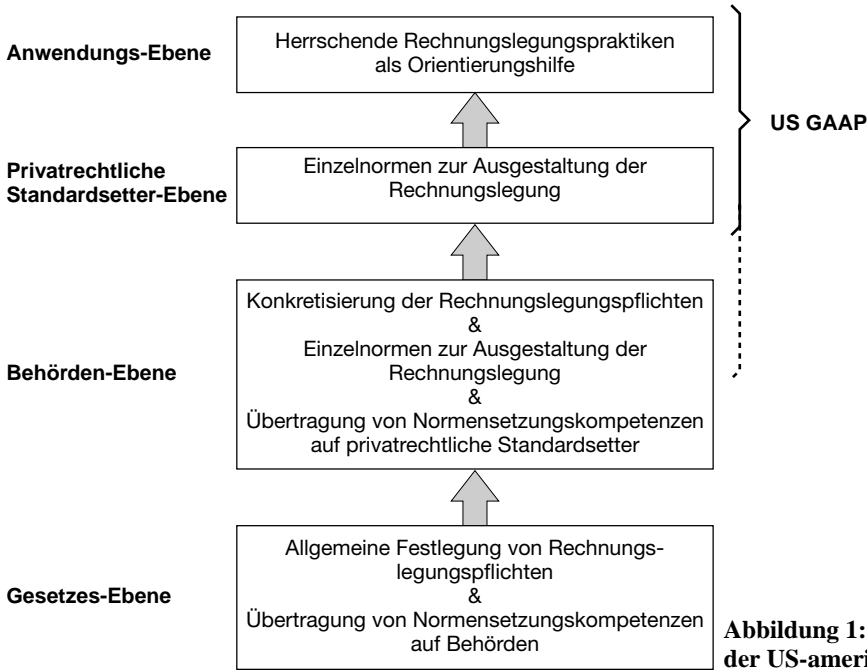 Anwendungs-Ebene
Herrschende Rechnungslegungspraktiken
als Orientierungshilfe
US GAAP
Privatrechtliche
Standardsetter-Ebene
Einzelnormen zur Ausgestaltung der
Rechnungslegung
Behörden-Ebene
Konkretisierung der Rechnungslegungspflichten
&
Einzelnormen zur Ausgestaltung der
Rechnungslegung
&
Übertragung von Normensetzungskompetenzen
auf privatrechtliche Standardsetter
Gesetzes-Ebene
Allgemeine Festlegung von Rechnungs-
legungspflichten
&
Übertragung von Normensetzungskompetenzen
auf Behörden
Abbildung 1:
der US-ameri